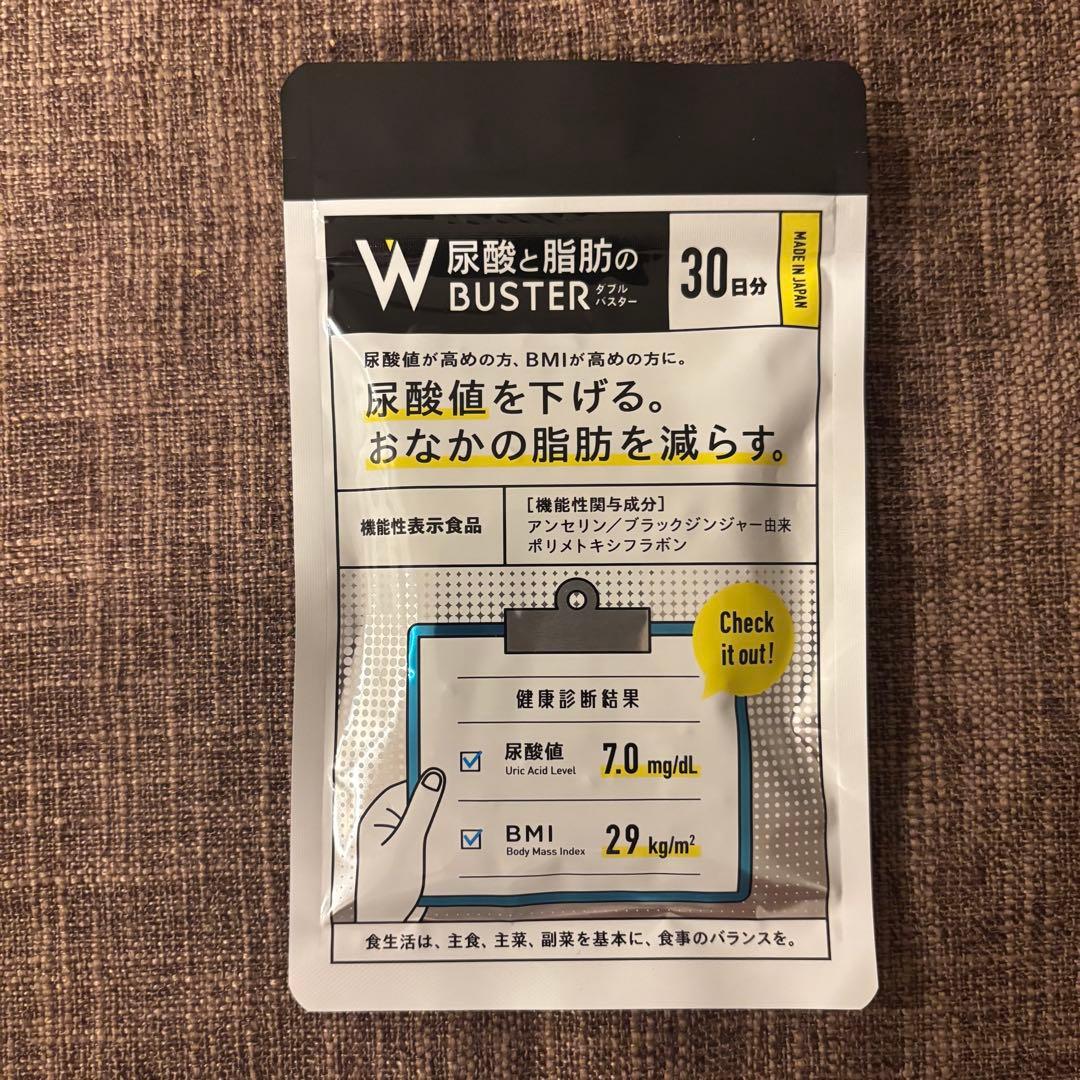 W 尿酸と脂肪の
BUSTER ダブル
バスター
30日分
MADE IN JAPAN
尿酸値が高めの方、BMIが高めの方に。
尿酸値を下げる。
おなかの脂肪を減らす。
機能性表示食品
[機能性関与成分]
アンセリン／ブラックジンジャー由来
ポリメトキシフラボン
Check
it out!
健康診断結果
尿酸値 7.0 mg/dL
Uric Acid Level
BMI 29 kg/m²
Body Mass Index
食生活は、主食、主菜、副菜を基本に、食事のバランスを。